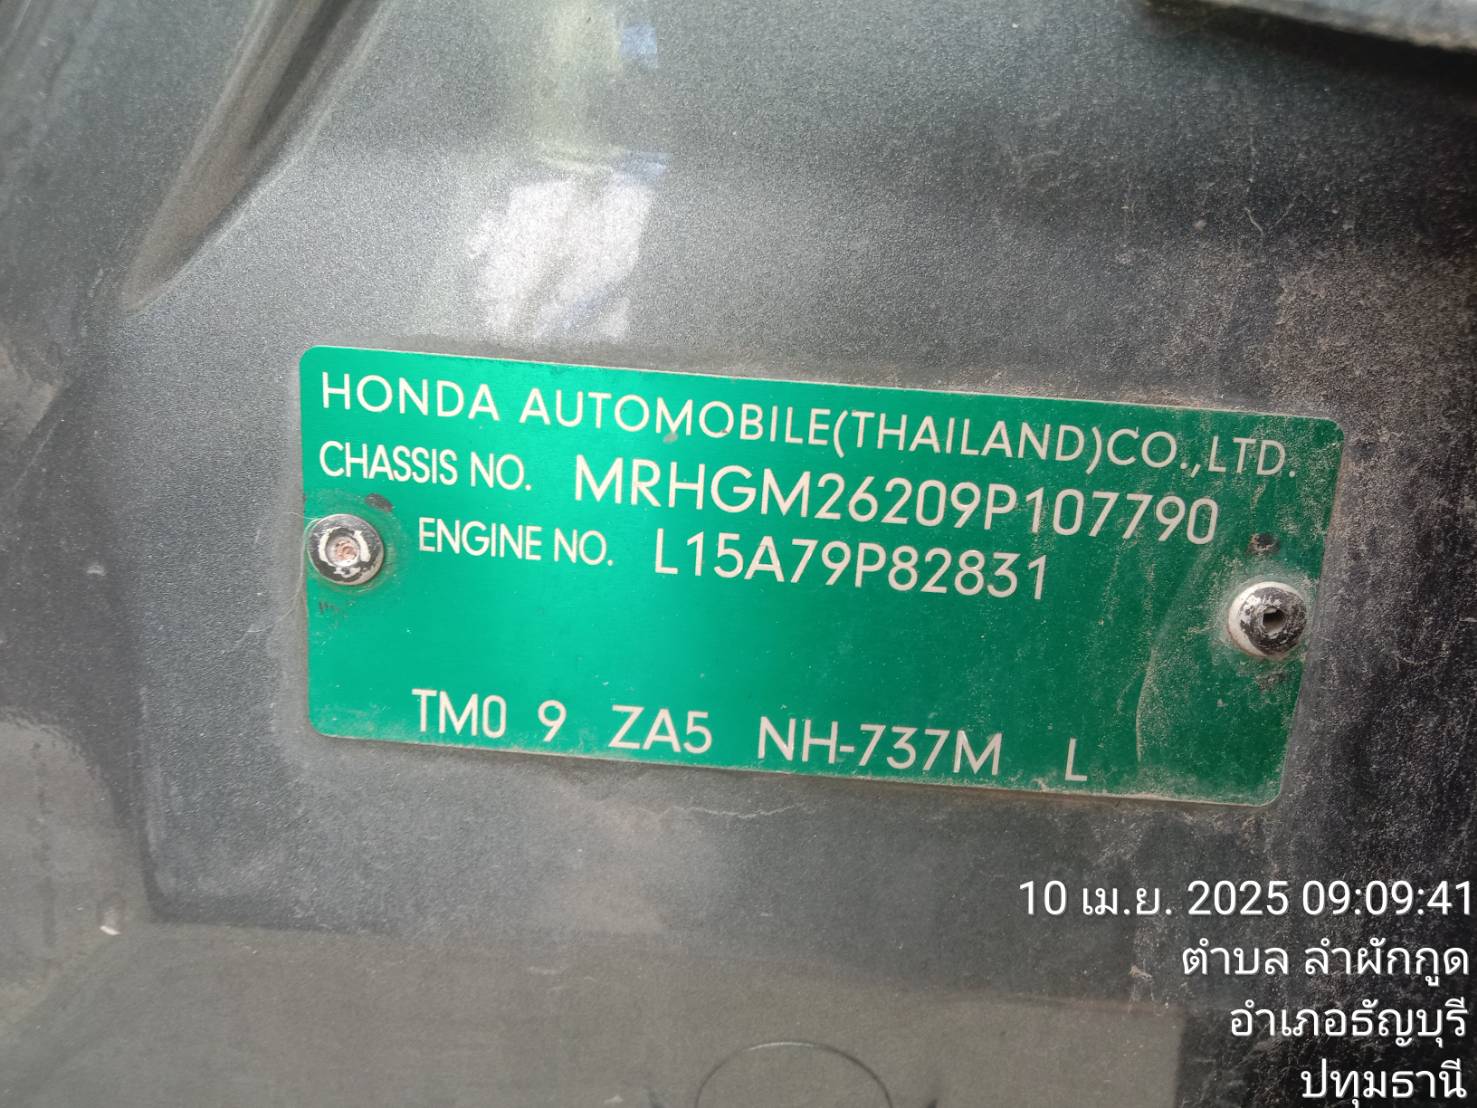 HONDA AUTOMOBILE(THAILAND)CO.,LTD.
CHASSIS NO. MRHGM26209P107790
ENGINE NO. L15A79P82831
TM0 9 ZA5 NH-737M L
10 เม.ย. 2025 09:09:41
ตำบล ลำผักกูด
อำเภอธัญบุรี
ปทุมธานี